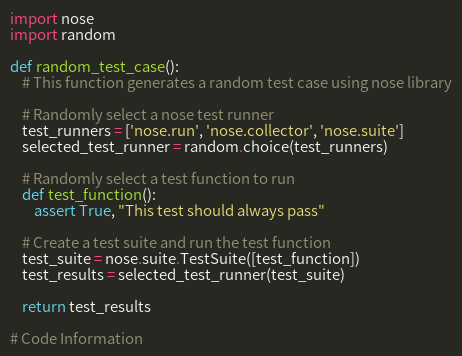 import nose
import random

def random_test_case():
    # This function generates a random test case using nose library

    # Randomly select a nose test runner
    test_runners = ['nose.run', 'nose.collector', 'nose.suite']
    selected_test_runner = random.choice(test_runners)

    # Randomly select a test function to run
    def test_function():
        assert True, "This test should always pass"

    # Create a test suite and run the test function
    test_suite = nose.suite.TestSuite([test_function])
    test_results = selected_test_runner(test_suite)

    return test_results

# Code Information